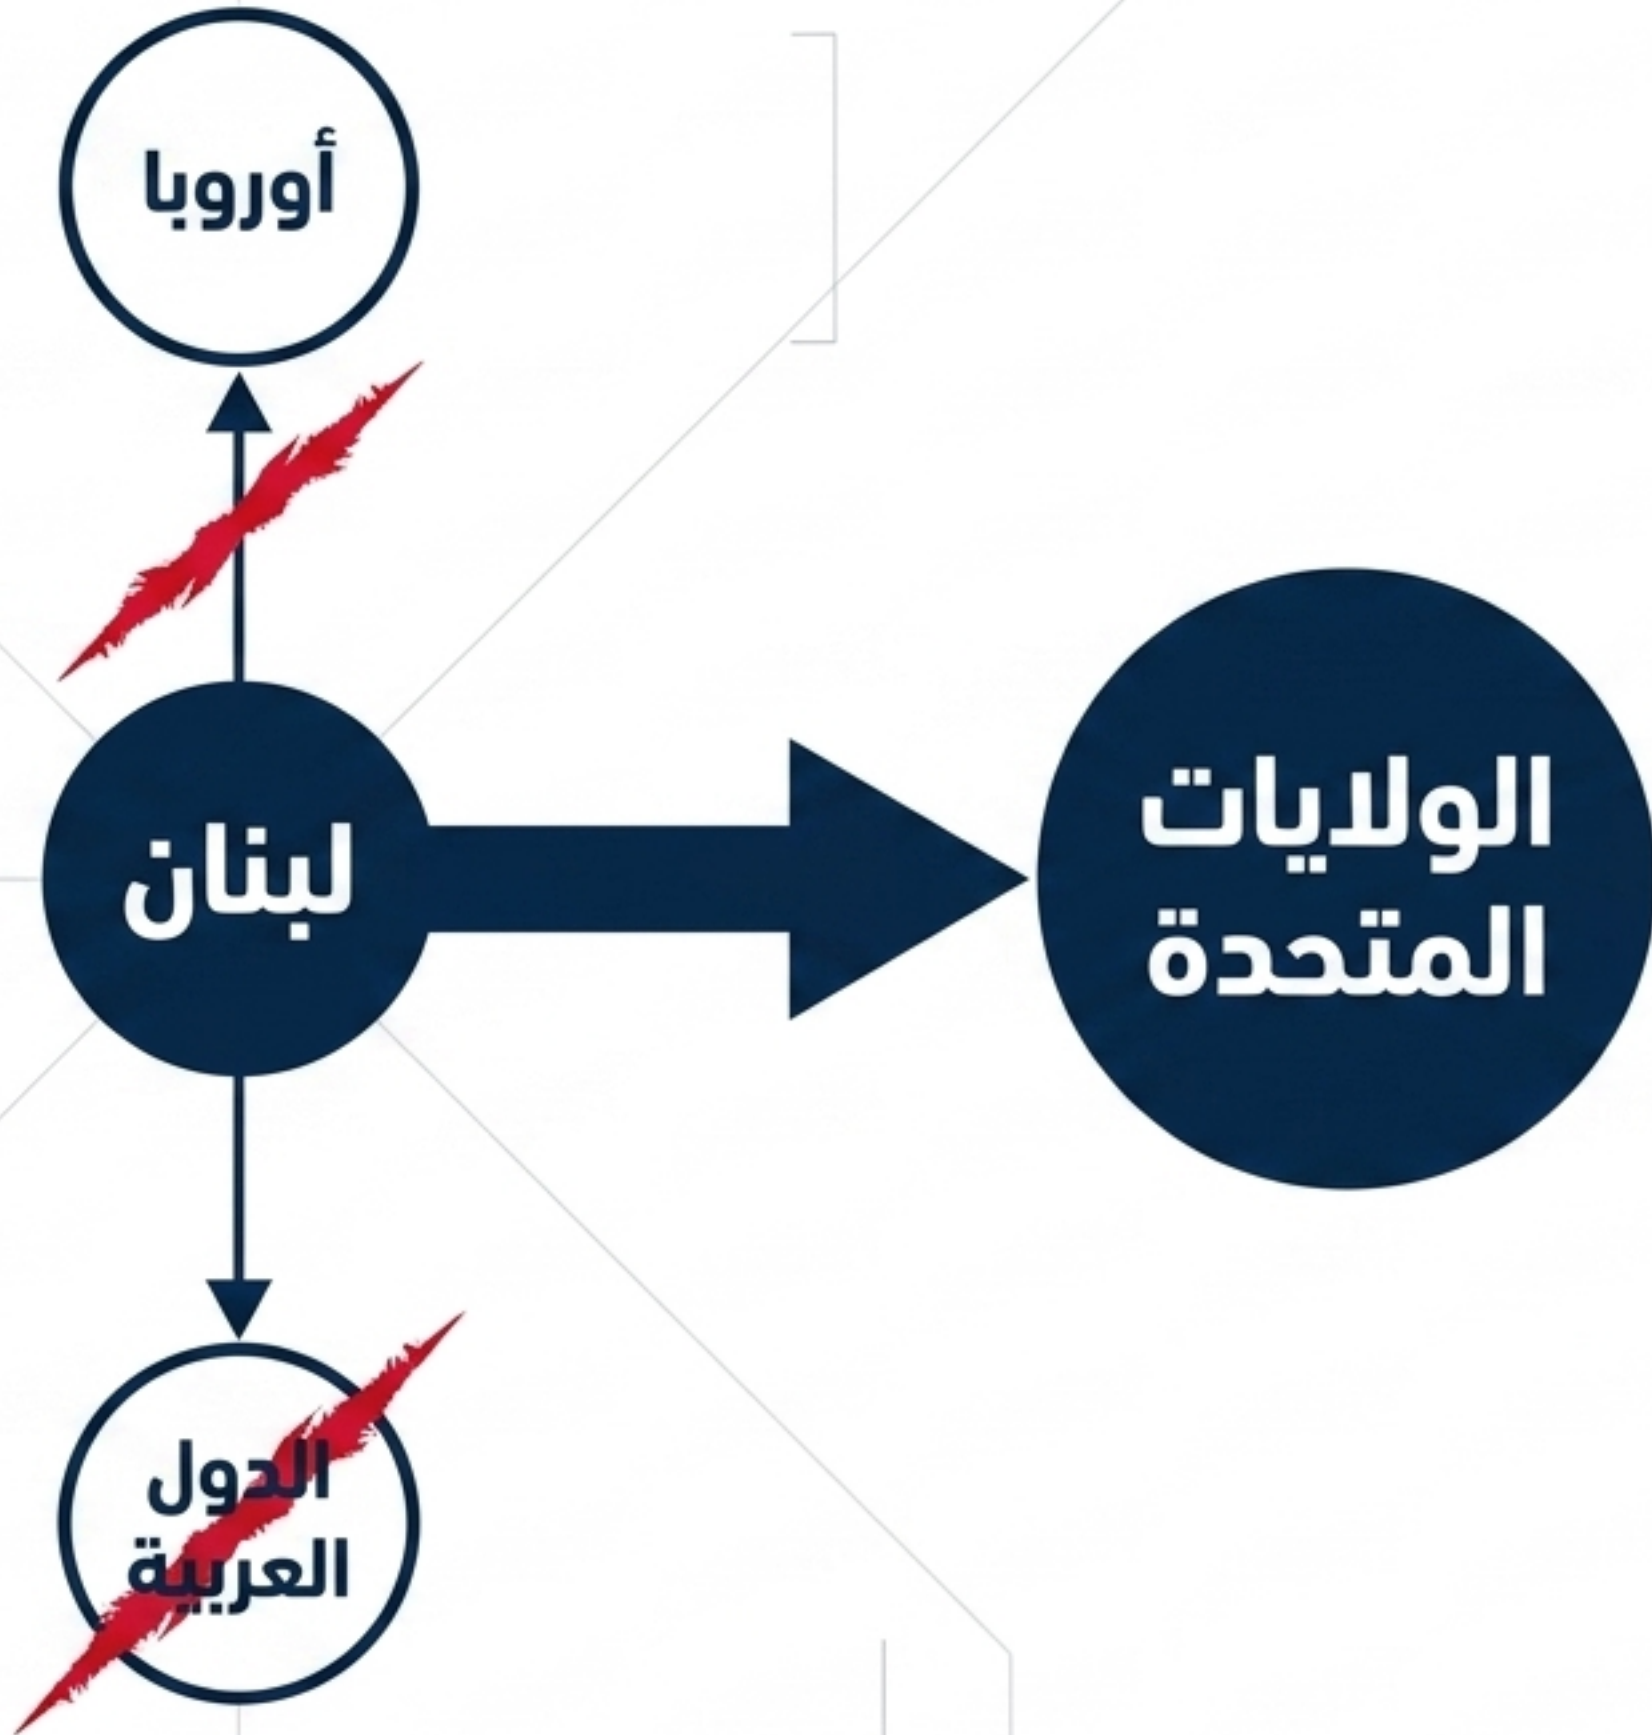 أوروبا
لبنان
الولايات
المتحدة
الدول
العربية